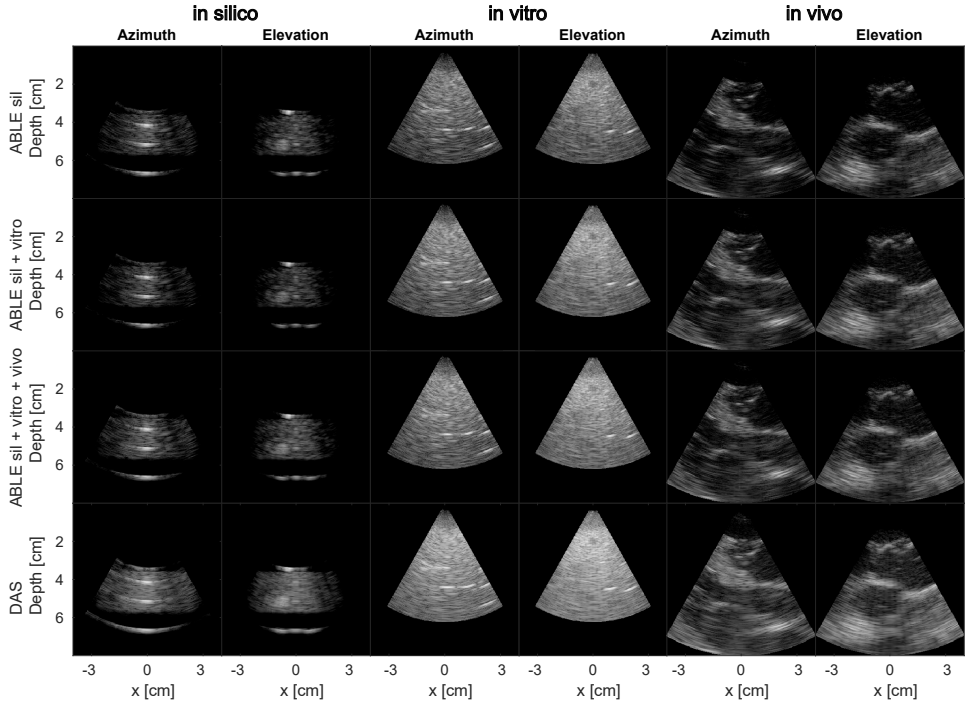 in silico in vitro in vivo
Azimuth Elevation Azimuth Elevation Azimuth Elevation
ABLE sil
Depth [cm]
2
4
6
ABLE sil + vitro
Depth [cm]
2
4
6
ABLE sil + vitro + vivo
Depth [cm]
2
4
6
DAS
Depth [cm]
2
4
6
-3 0 3 -3 0 3 -3 0 3 -3 0 3 -3 0 3 -3 0 3
x [cm] x [cm] x [cm] x [cm] x [cm] x [cm]